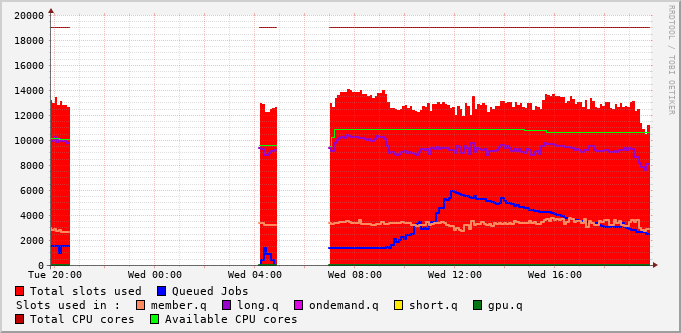 RRDTOOL / TOBI OETIKER
20000
18000
16000
14000
12000
10000
8000
6000
4000
2000
0
Tue 20:00 Wed 00:00 Wed 04:00 Wed 08:00 Wed 12:00 Wed 16:00
Total slots used Queued Jobs
Slots used in : member.q long.q ondemand.q short.q gpu.q
Total CPU cores Available CPU cores